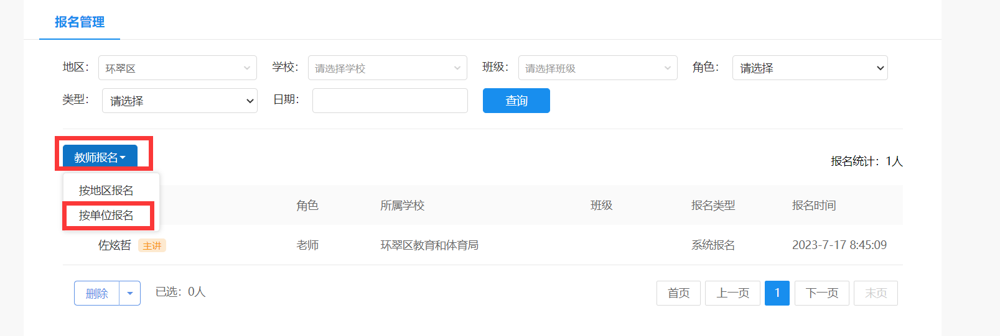 报名管理
地区： 环翠区 学校： 请选择学校 班级： 请选择班级 角色： 请选择
类型： 请选择 日期： 查询
教师报名
报名统计：1人
按地区报名
角色 所属学校 班级 报名类型 报名时间
按单位报名
佐炫哲 主讲 老师 环翠区教育和体育局 系统报名 2023-7-17 8:45:09
删除 已选：0人 首页 上一页 1 下一页 末页